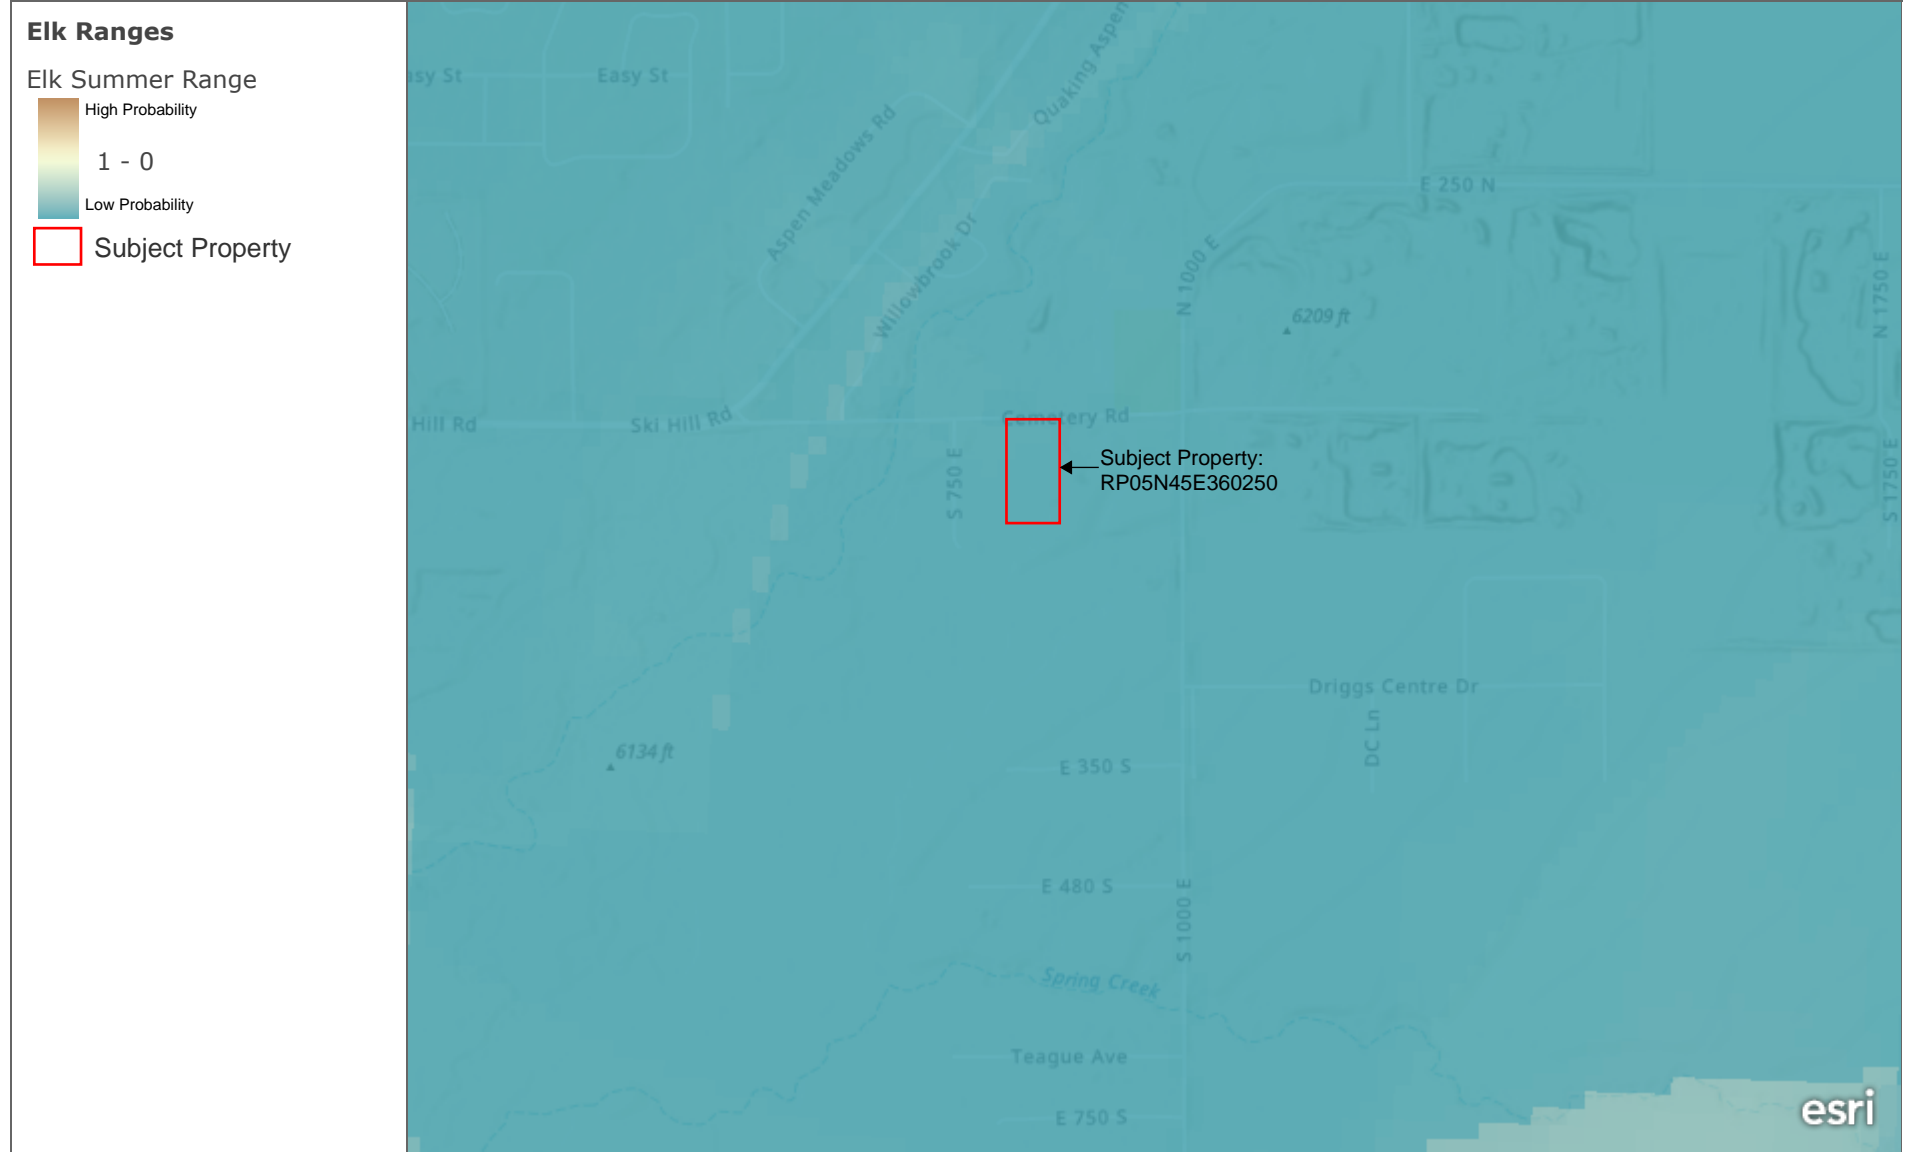 Elk Ranges
Elk Summer Range
High Probability
1 - 0
Low Probability
Subject Property
asy St
Easy St
Quaking Aspen
Aspen Meadows Rd
E 250 N
Willowbrook Dr
N 1000 E
N 1750 E
6209 ft
Hill Rd
Ski Hill Rd
Cemetery Rd
Subject Property:
RP05N45E360250
S 750 E
S 1750 E
Driggs Centre Dr
DC Ln
6134 ft
E 350 S
E 480 S
S 1000 E
Spring Creek
Teague Ave
E 750 S
esri